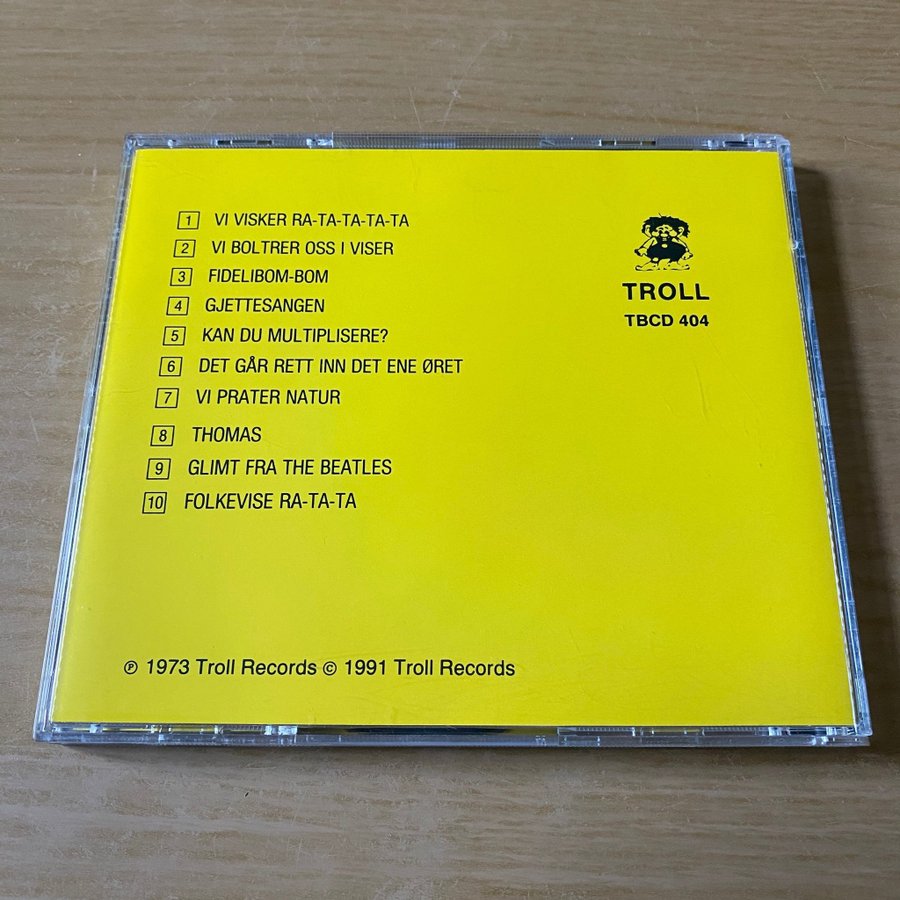 1 VI VISKER RA-TA-TA-TA-TA
2 VI BOLTRER OSS I VISER
3 FIDELIBOM-BOM
4 GJETTESANGEN
5 KAN DU MULTIPLISERE?
6 DET GÅR RETT INN DET ENE ØRET
7 VI PRATER NATUR
8 THOMAS
9 GLIMT FRA THE BEATLES
10 FOLKEVISE RA-TA-TA
TROLL
TBCD 404
℗ 1973 Troll Records © 1991 Troll Records